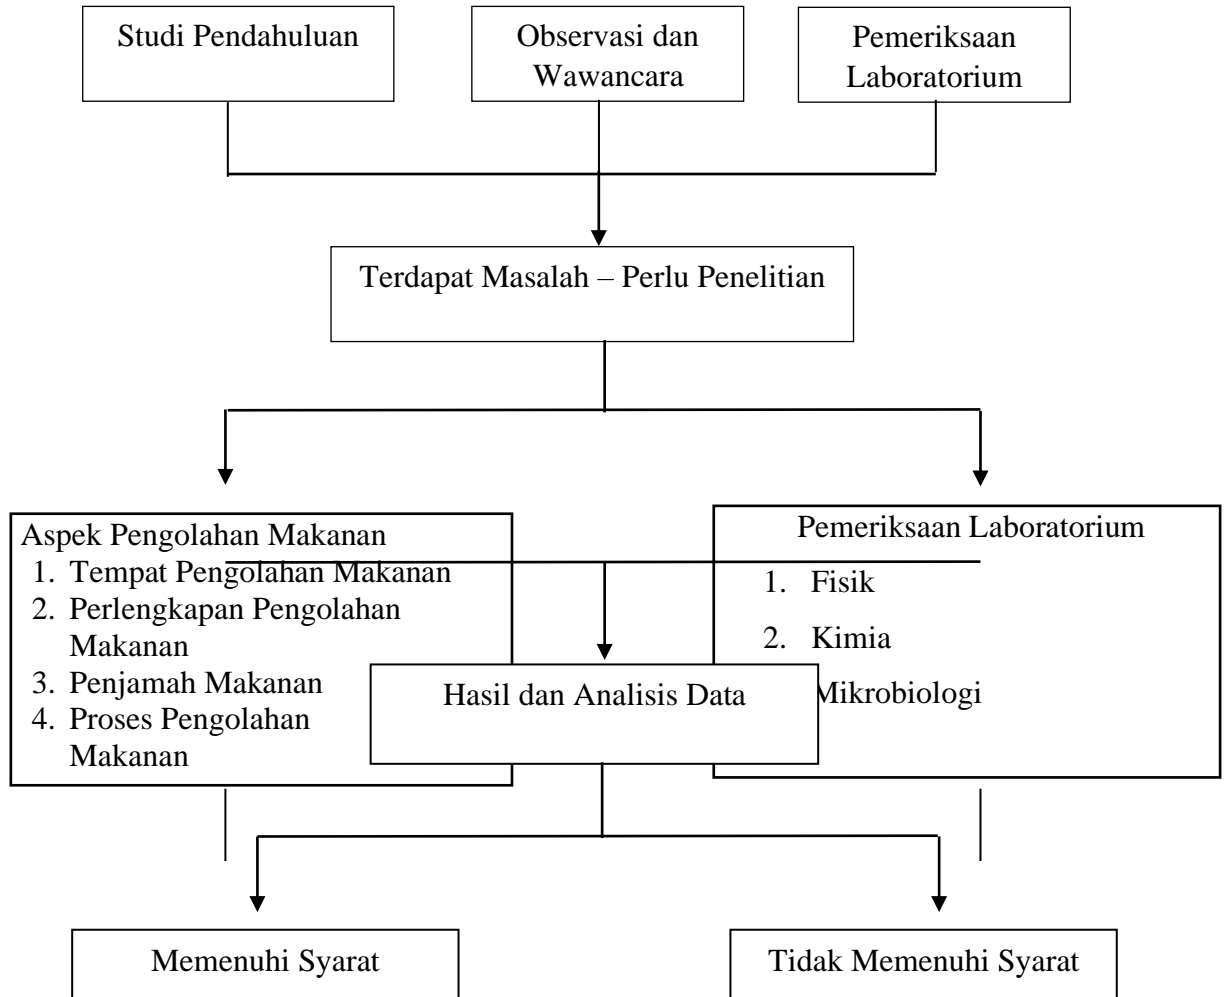 Studi Pendahuluan
Observasi dan
Wawancara
Pemeriksaan
Laboratorium
Terdapat Masalah – Perlu Penelitian
Aspek Pengolahan Makanan
1. Tempat Pengolahan Makanan
2. Perlengkapan Pengolahan
Makanan
3. Penjamah Makanan
4. Proses Pengolahan
Makanan
Pemeriksaan Laboratorium
1. Fisik
2. Kimia
Mikrobiologi
Hasil dan Analisis Data
Memenuhi Syarat
Tidak Memenuhi Syarat